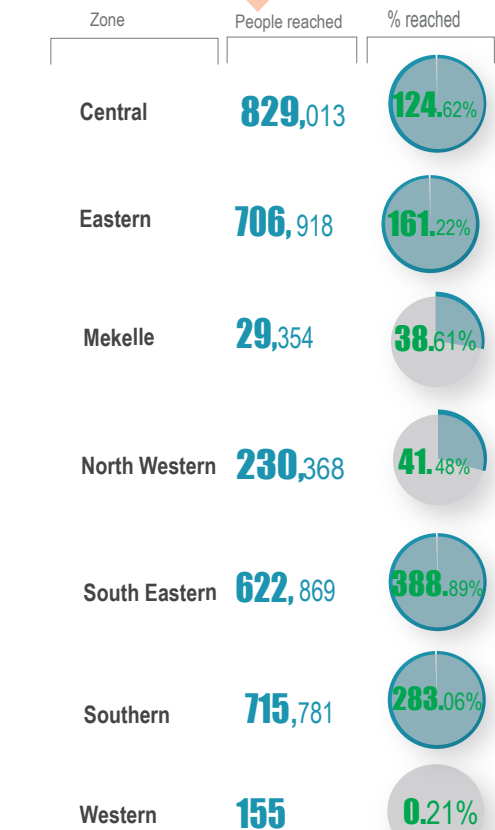 Zone People reached % reached
Central 829,013 124.62%
Eastern 706, 918 161.22%
Mekelle 29,354 38.61%
North Western 230,368 41.48%
South Eastern 622, 869 388.89%
Southern 715,781 283.06%
Western 155 0.21%